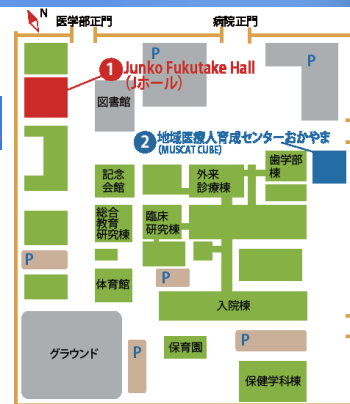 N
医学部正門
病院正門
P
P
1 Junko Fukutake Hall
(Jホール)
図書館
2 地域医療人育成センターおかやま
(MUSCAT CUBE)
記念
会館
外来
診療棟
歯学部
棟
総合
教育
研究棟
臨床
研究棟
P
P
体育館
入院棟
グラウンド
P
保育園
P
保健学科棟